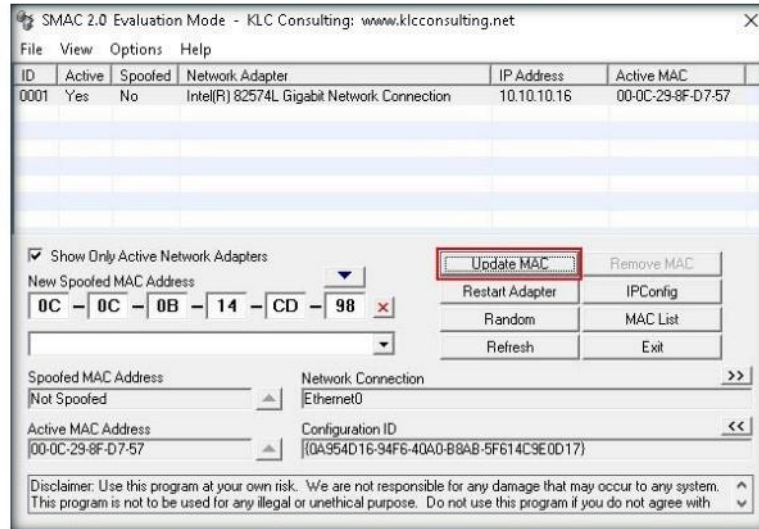 SMAC 2.0 Evaluation Mode - KLC Consulting: www.klcconsulting.net
File View Options Help
ID Active Spoofed Network Adapter IP Address Active MAC
0001 Yes No Intel(R) 82574L Gigabit Network Connection 10.10.10.16 00-0C-29-8F-D7-57
Show Only Active Network Adapters
New Spoofed MAC Address
0C - 0C - 0B - 14 - CD - 98
Update MAC Remove MAC
Restart Adapter IPConfig
Random MAC List
Refresh Exit
Spoofed MAC Address
Not Spoofed
Network Connection
Ethernet0
>>
Active MAC Address
00-0C-29-8F-D7-57
Configuration ID
{0A954D16-94F6-40A0-B8AB-5F614C9E0D17}
<<
Disclaimer: Use this program at your own risk. We are not responsible for any damage that may occur to any system.
This program is not to be used for any illegal or unethical purpose. Do not use this program if you do not agree with